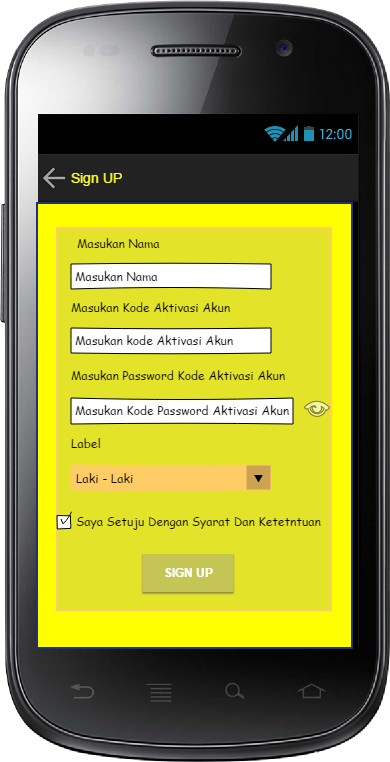 12:00
Sign UP
Masukan Nama
Masukan Nama
Masukan Kode Aktivasi Akun
Masukan kode Aktivasi Akun
Masukan Password Kode Aktivasi Akun
Masukan Kode Password Aktivasi Akun
Label
Laki - Laki
Saya Setuju Dengan Syarat Dan Ketetntuan
SIGN UP